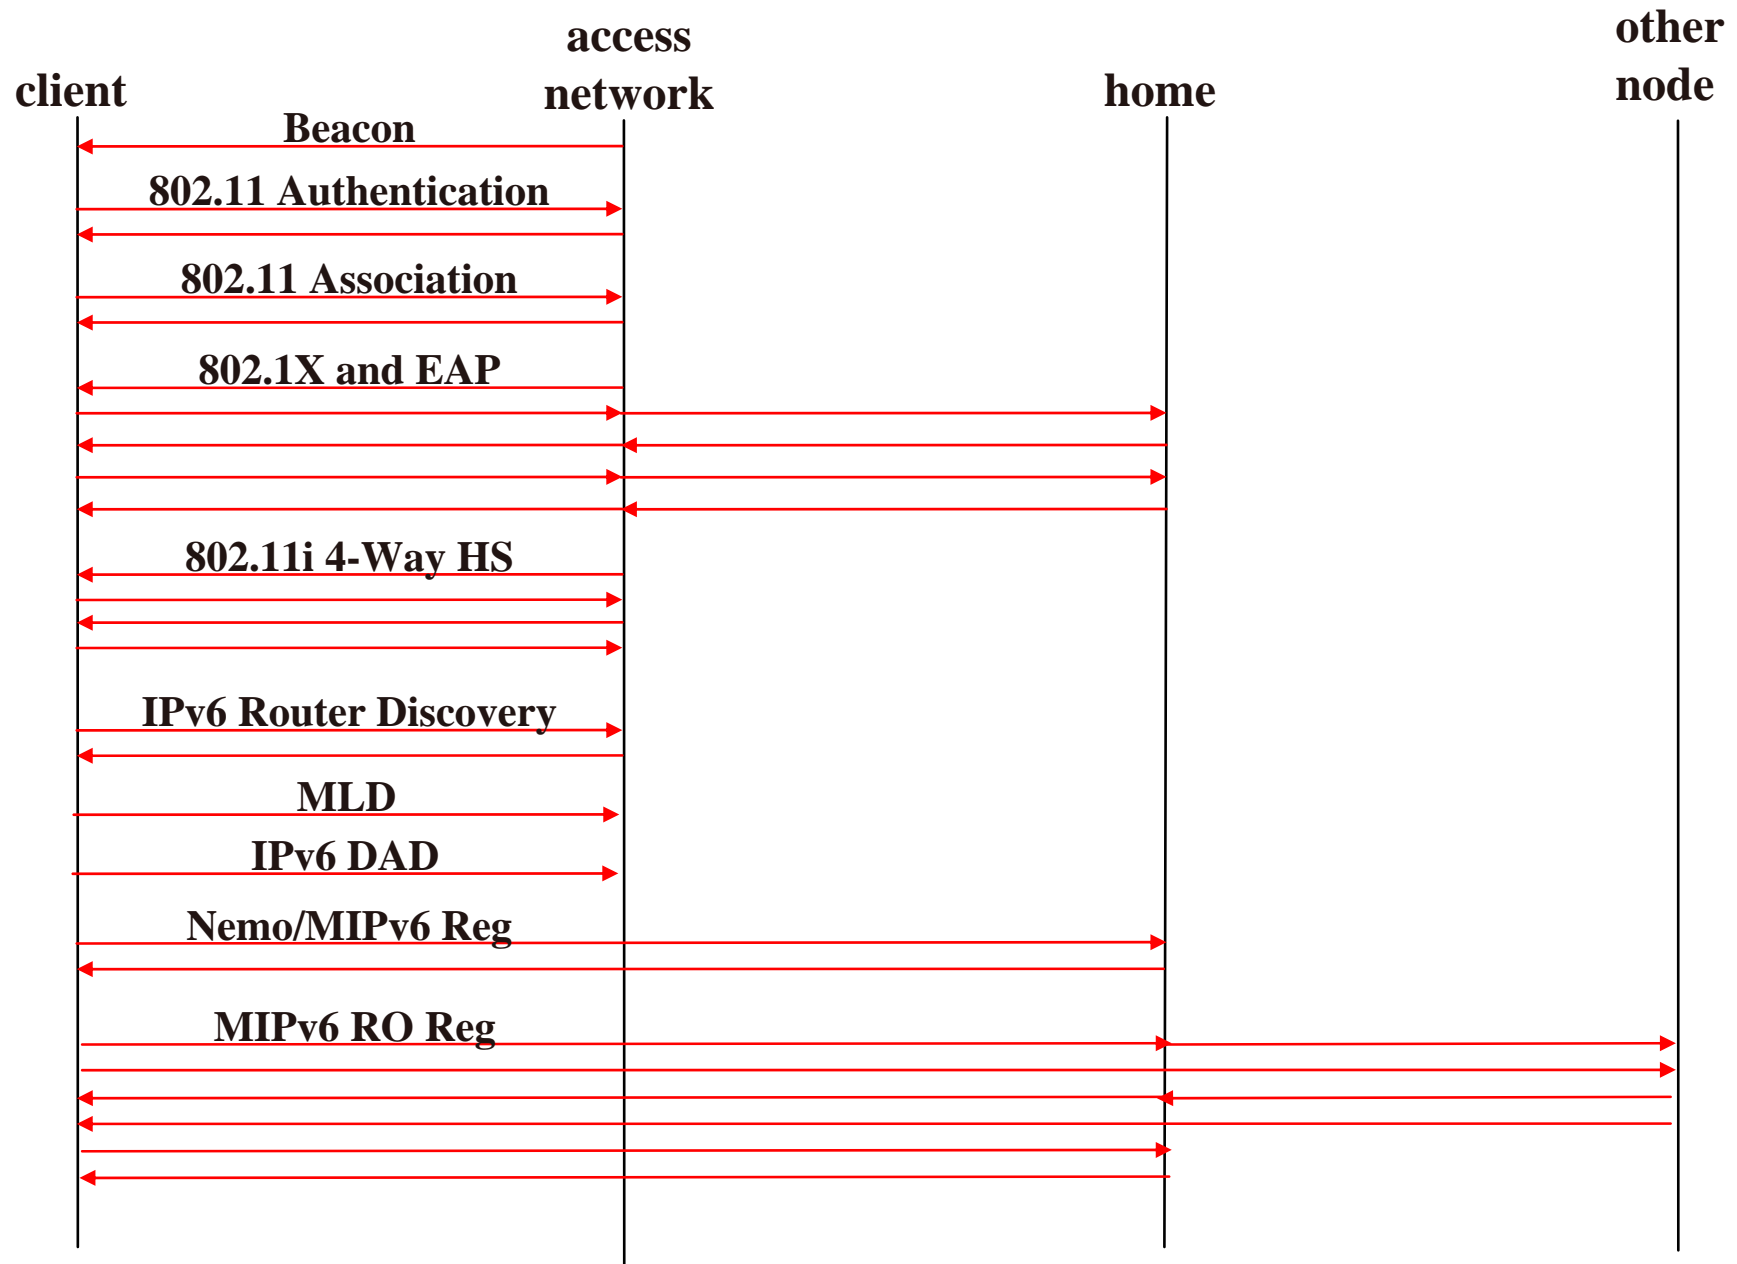 client
access
network
home
other
node
Beacon
802.11 Authentication
802.11 Association
802.1X and EAP
802.11i 4-Way HS
IPv6 Router Discovery
MLD
IPv6 DAD
Nemo/MIPv6 Reg
MIPv6 RO Reg